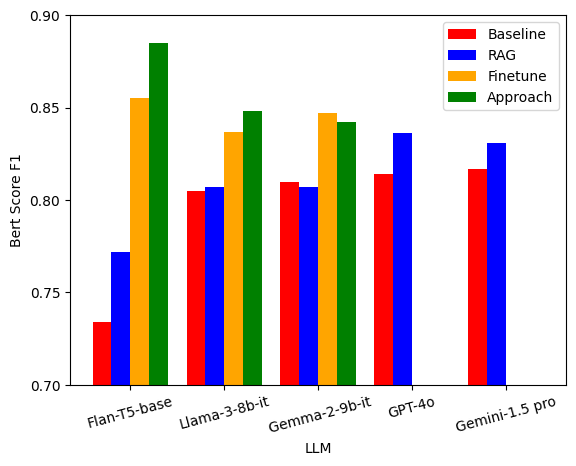 Baseline
RAG
Finetune
Approach
0.90
0.85
0.80
0.75
0.70
Bert Score F1
Flan-T5-base
Llama-3-8b-it
Gemma-2-9b-it
GPT-4o
Gemini-1.5 pro
LLM